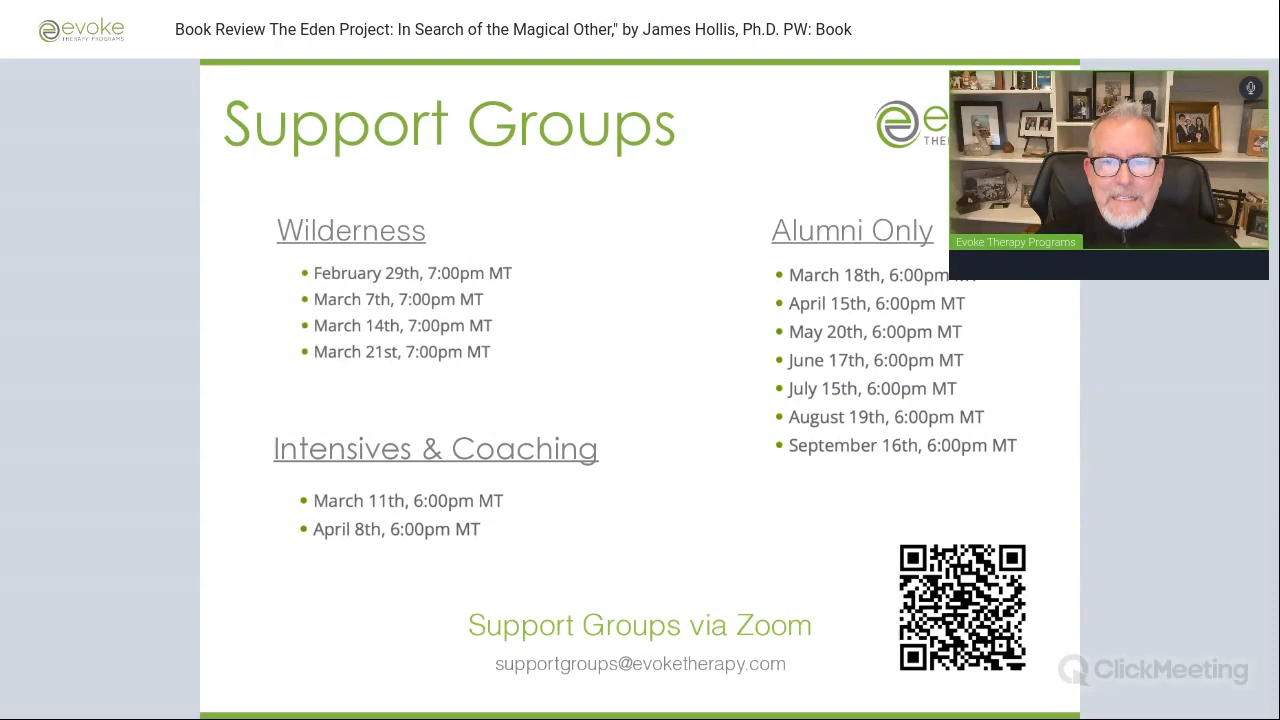 evoke
THERAPY PROGRAMS
Book Review The Eden Project: In Search of the Magical Other," by James Hollis, Ph.D. PW: Book
Support Groups
Evoke Therapy Programs
Wilderness
February 29th, 7:00pm MT
March 7th, 7:00pm MT
March 14th, 7:00pm MT
March 21st, 7:00pm MT
Alumni Only
March 18th, 6:00pm MT
April 15th, 6:00pm MT
May 20th, 6:00pm MT
June 17th, 6:00pm MT
July 15th, 6:00pm MT
August 19th, 6:00pm MT
September 16th, 6:00pm MT
Intensives & Coaching
March 11th, 6:00pm MT
April 8th, 6:00pm MT
Support Groups via Zoom
supportgroups@evoketherapy.com
ClickMeeting